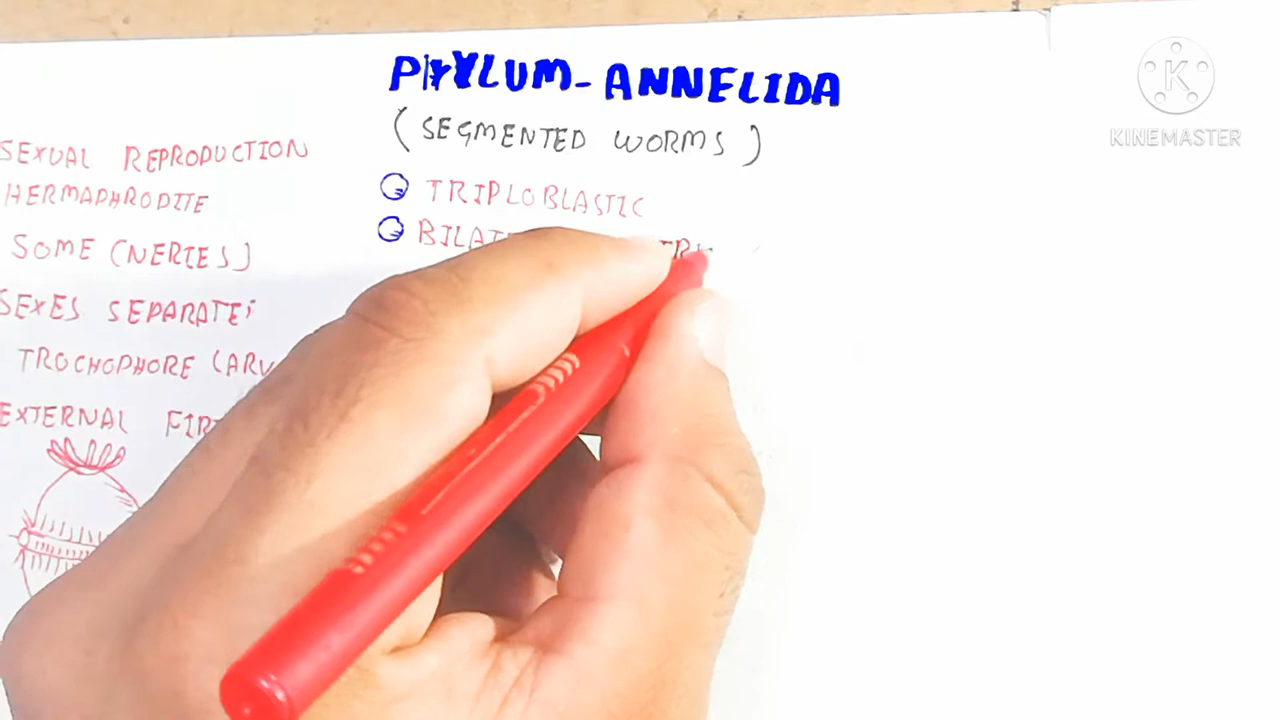 PHYLUM-ANNELIDA
(SEGMENTED WORMS)
TRIPLOBLASTIC
SEXUAL REPRODUCTION
HERMAPHRODITE
SOME (NERIES)
SEXES SEPARATE;
TROCHOPHORE
EXTERNAL
K
KINEMASTER